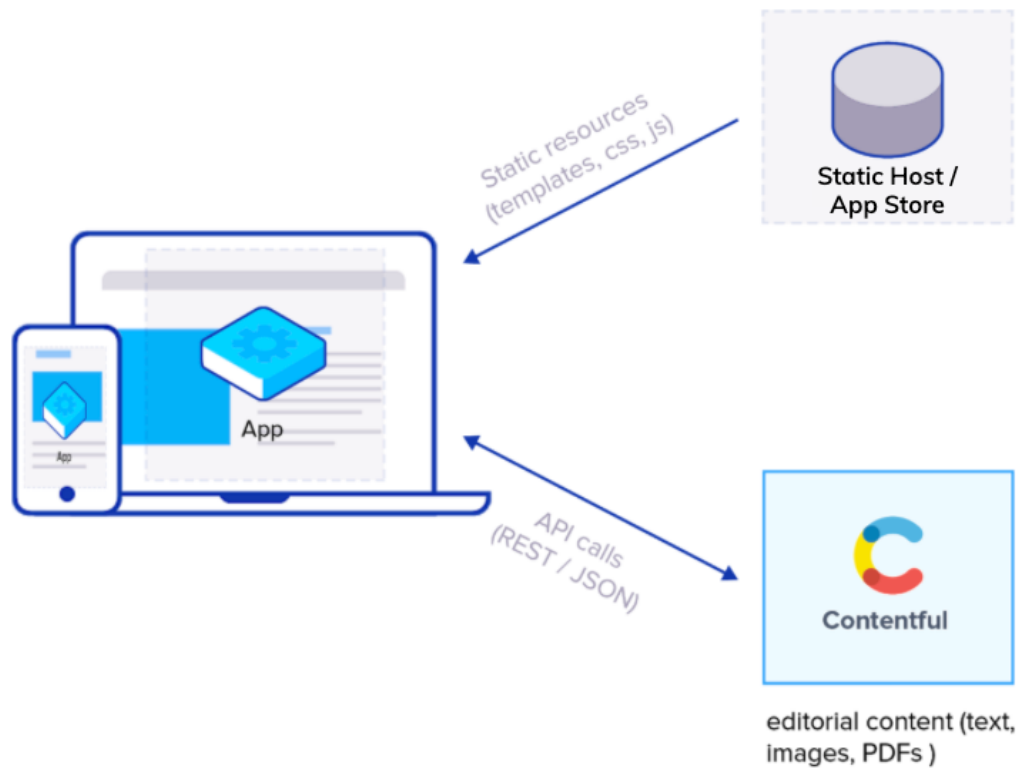 Static resources
(templates, css, js)
Static Host /
App Store
App
App
API calls
(REST / JSON)
Contentful
editorial content (text,
images, PDFs )